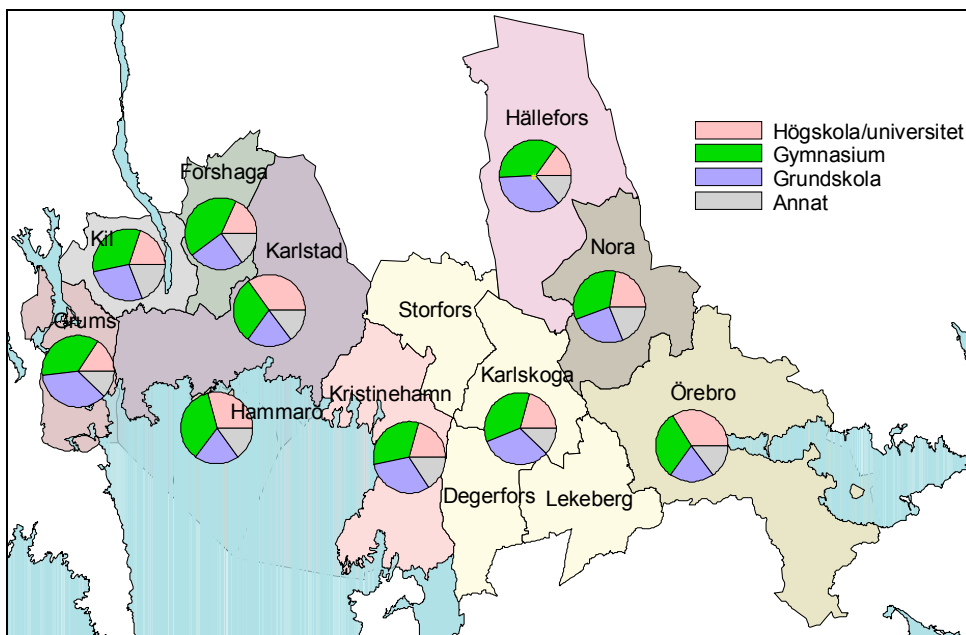 Hällefors
Högskola/universitet
Gymnasium
Grundskola
Annat
Forshaga
Kil
Karlstad
Nora
Storfors
Grums
Karlskoga
Kristinehamn
Hammarö
Örebro
Degerfors
Lekeberg